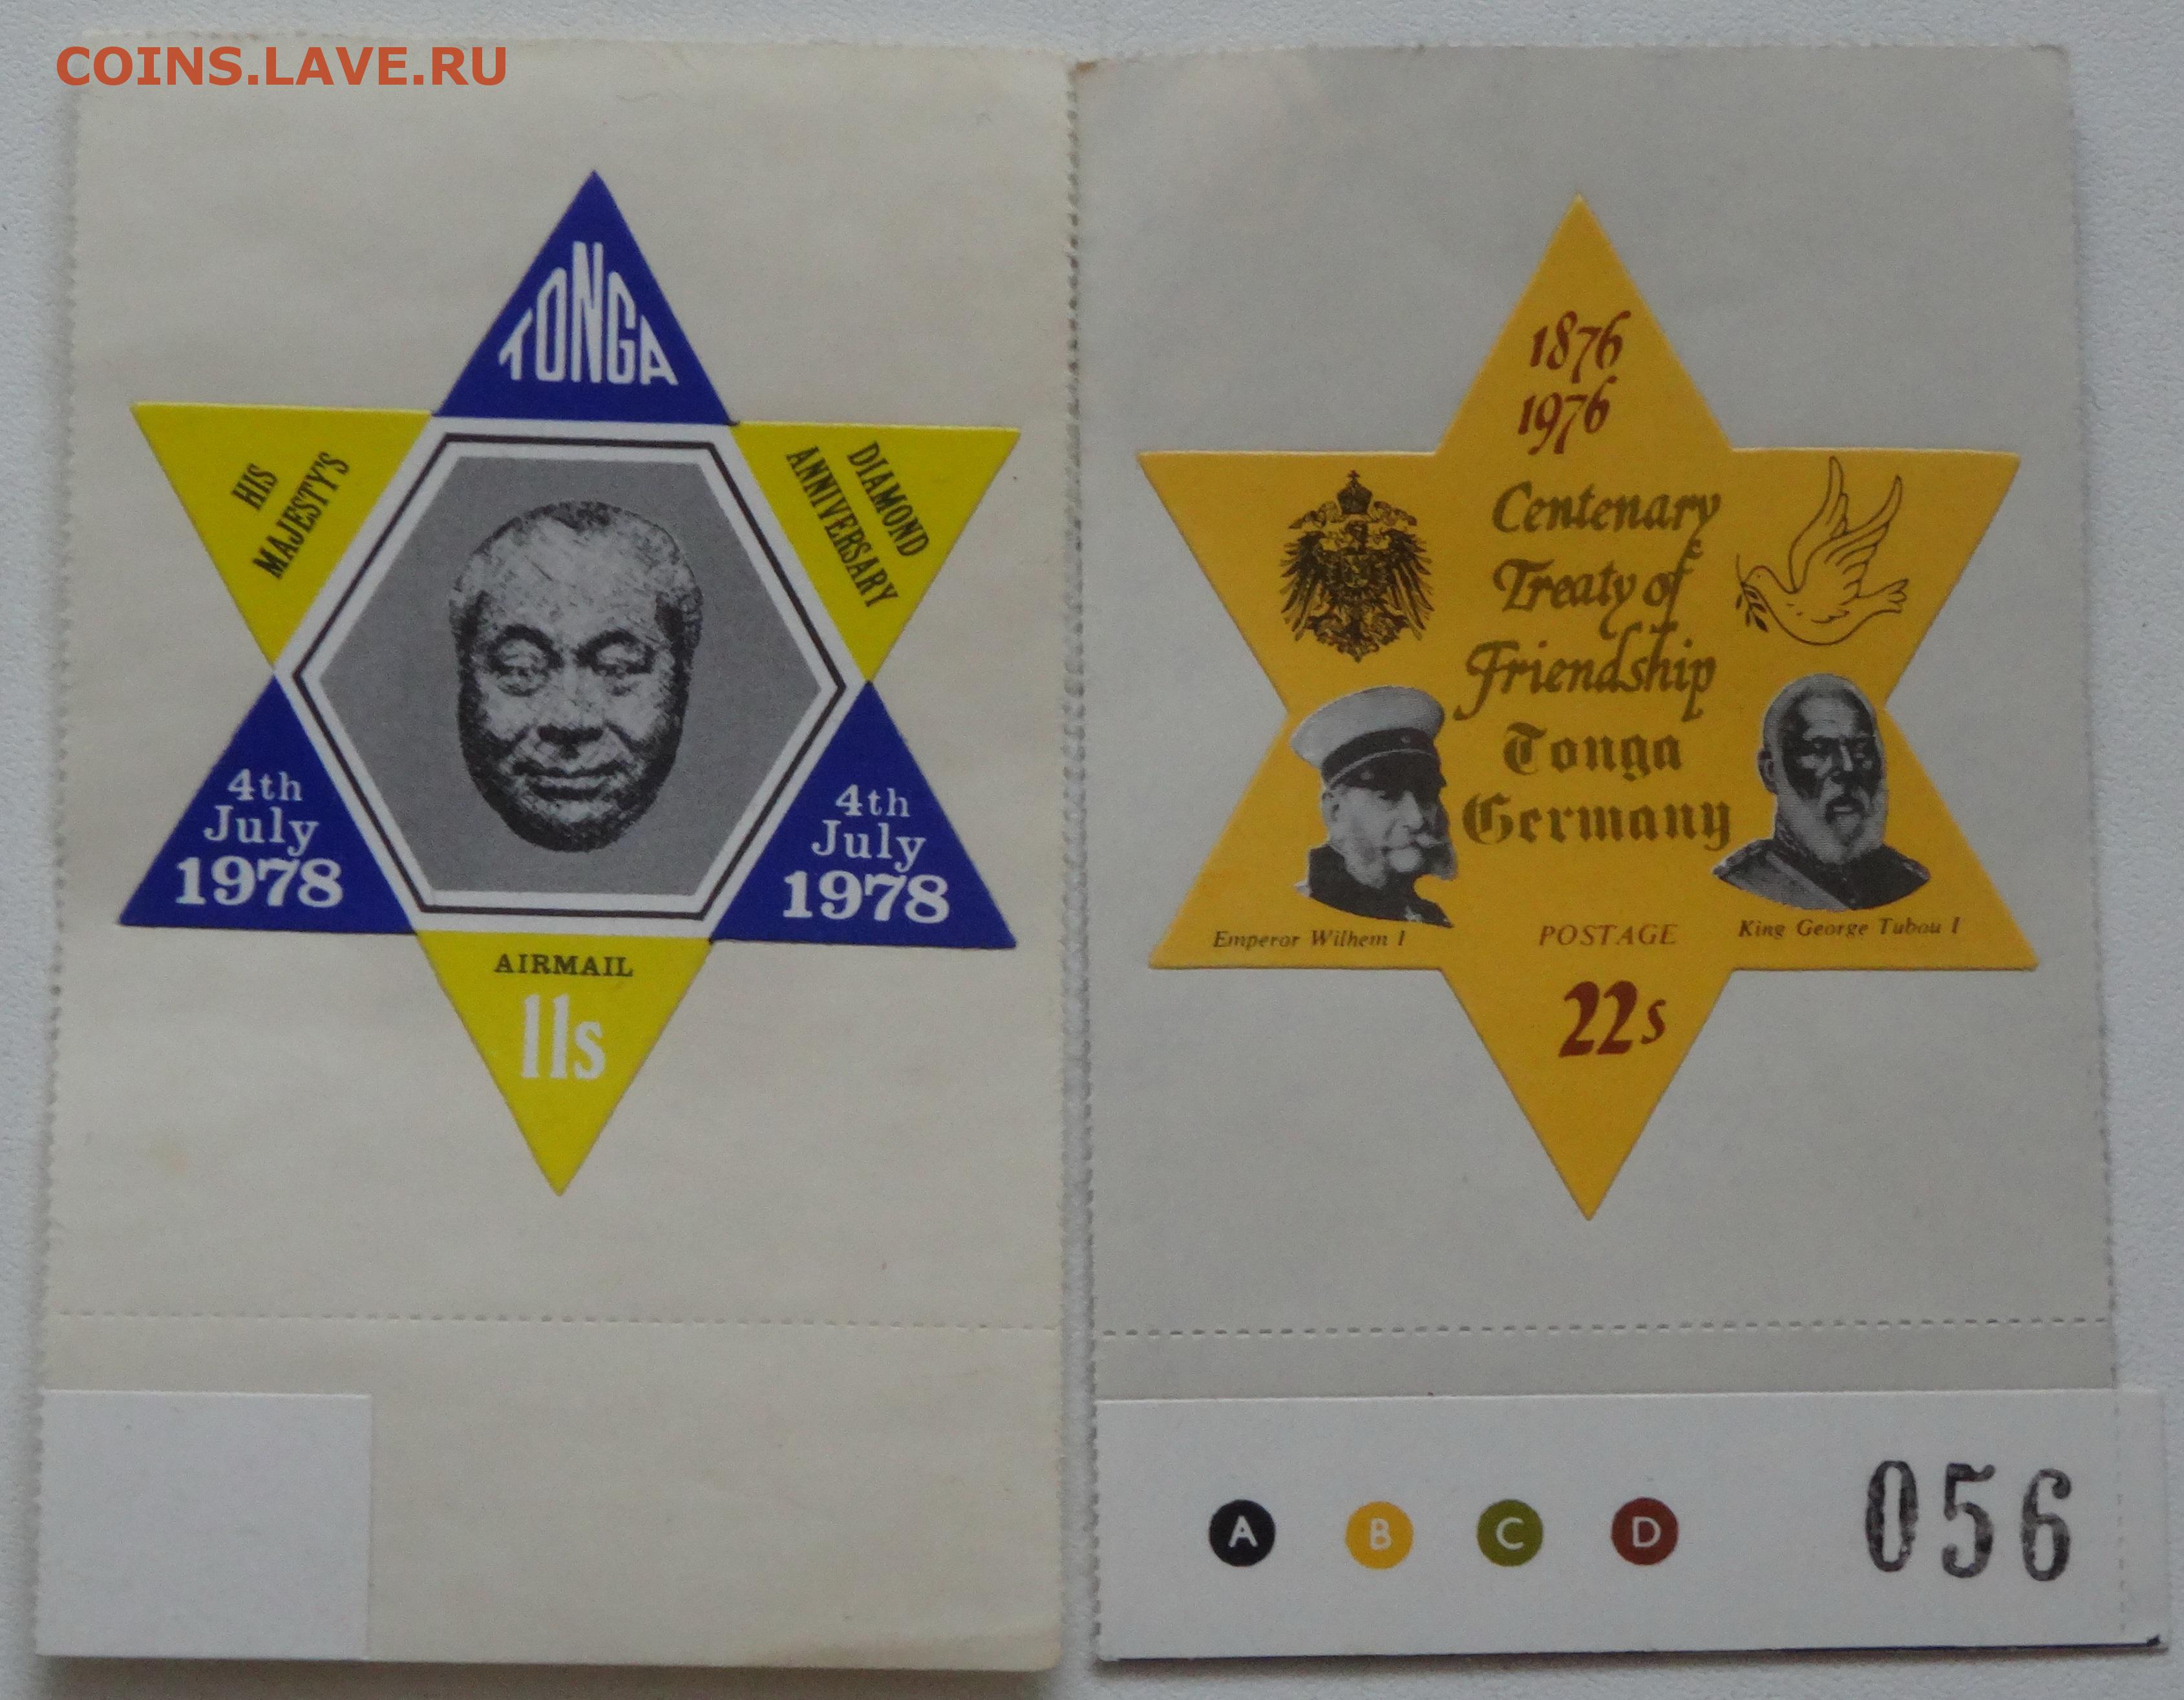 COINS.LAVE.RU
TONGA
HIS
MAJESTY'S
DIAMOND
ANNIVERSARY
4th
July
1978
4th
July
1978
AIRMAIL
11s
1876
1976
Centenary
Treaty of
Friendship
Tonga
Germany
Emperor Wilhem I
POSTAGE
King George Tubou I
22s
A B C D
056